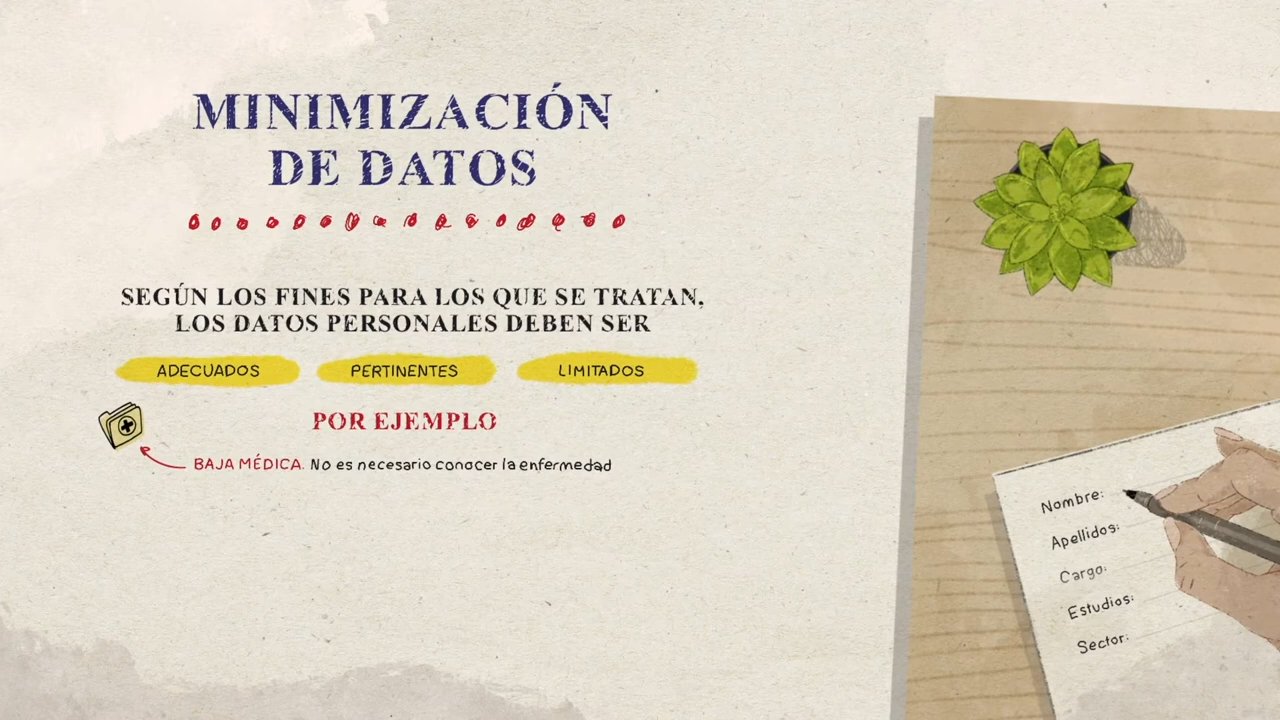 MINIMIZACIÓN
DE DATOS
SEGÚN LOS FINES PARA LOS QUE SE TRATAN,
LOS DATOS PERSONALES DEBEN SER
ADECUADOS PERTINENTES LIMITADOS
POR EJEMPLO
BAJA MÉDICA. No es necesario conocer la enfermedad
Nombre:
Apellidos:
Cargo:
Estudios:
Sector: